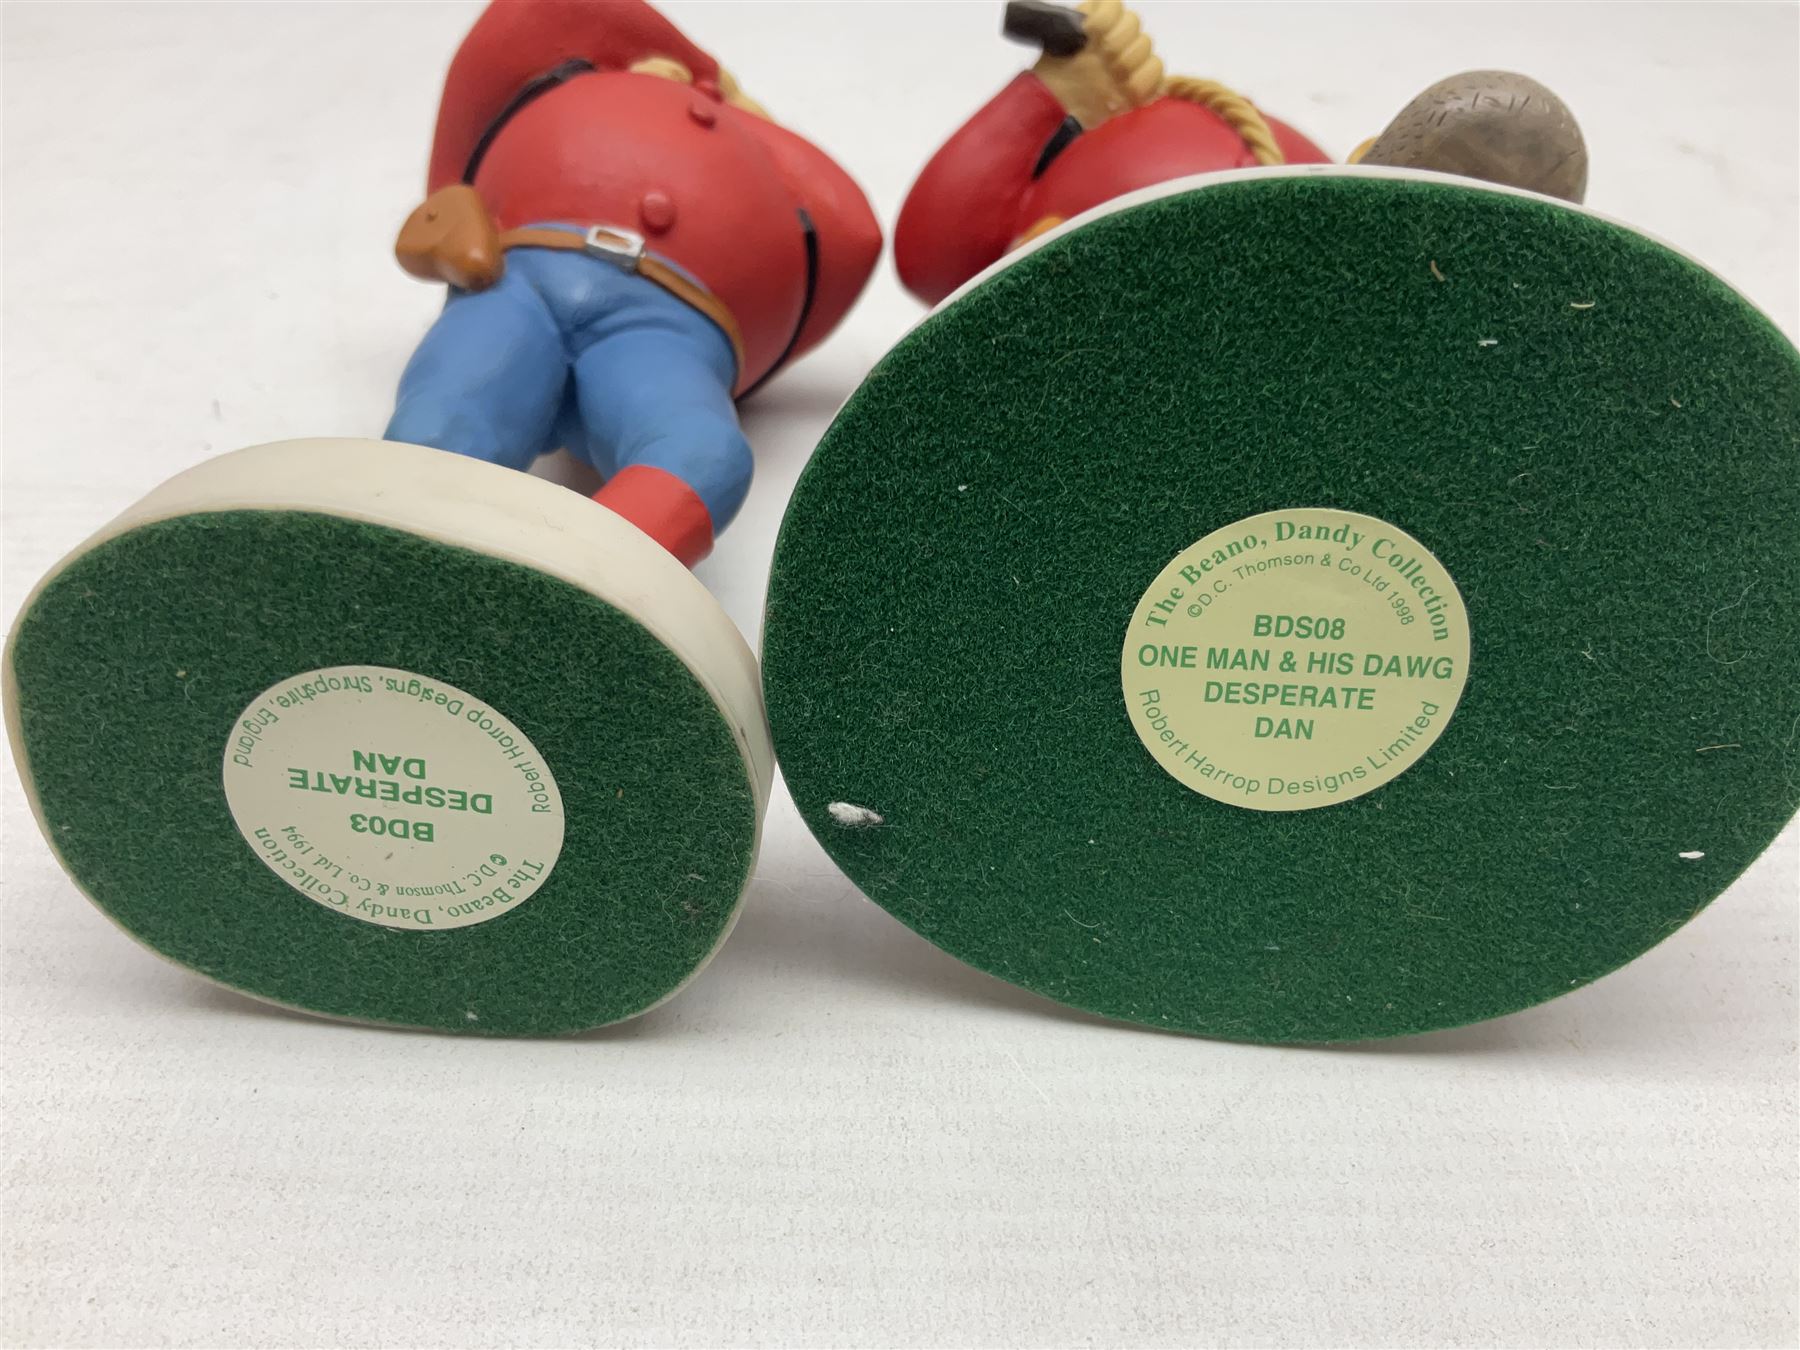 The Beano, Dandy Collection
©D.C. Thomson & Co. Ltd. 1994
BD03
DESPERATE
DAN
Robert Harrop Designs, Shropshire, England
The Beano, Dandy Collection
©D.C. Thomson & Co Ltd 1998
BDS08
ONE MAN & HIS DAWG
DESPERATE
DAN
Robert Harrop Designs Limited